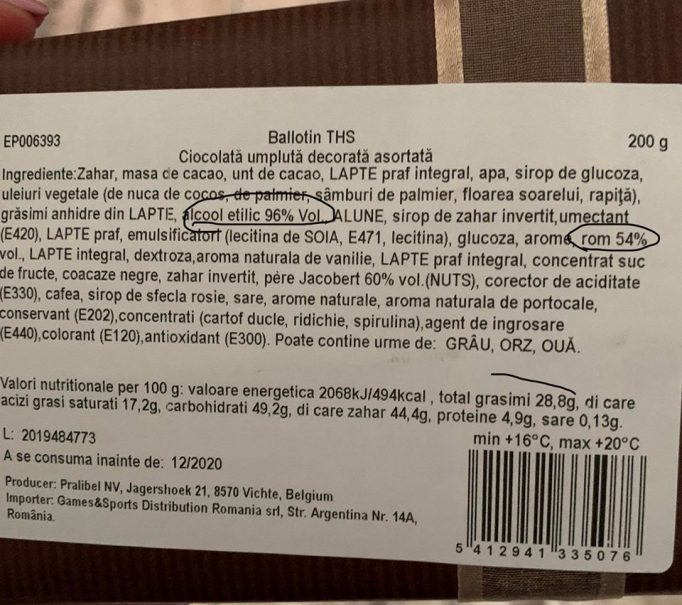 EP006393
Ballotin THS
200 g
Ciocolată umplută decorată asortată
Ingrediente:Zahar, masa de cacao, unt de cacao, LAPTE praf integral, apa, sirop de glucoza,
uleiuri vegetale (de nuca de cocos, de palmier, sâmburi de palmier, floarea soarelui, rapiţă),
grăsimi anhidre din LAPTE, alcool etilic 96% Vol., ALUNE, sirop de zahar invertit,umectant
(E420), LAPTE praf, emulsificatori (lecitina de SOIA, E471, lecitina), glucoza, arome, rom 54%
vol., LAPTE integral, dextroza,aroma naturala de vanilie, LAPTE praf integral, concentrat suc
de fructe, coacaze negre, zahar invertit, père Jacobert 60% vol.(NUTS), corector de aciditate
(E330), cafea, sirop de sfecla rosie, sare, arome naturale, aroma naturala de portocale,
conservant (E202),concentrati (cartof ducle, ridichie, spirulina),agent de ingrosare
(E440),colorant (E120),antioxidant (E300). Poate contine urme de: GRÂU, ORZ, OUĂ.
Valori nutritionale per 100 g: valoare energetica 2068kJ/494kcal , total grasimi 28,8g, di care
acizi grasi saturati 17,2g, carbohidrati 49,2g, di care zahar 44,4g, proteine 4,9g, sare 0,13g.
L: 2019484773
min +16°C, max +20°C
A se consuma inainte de: 12/2020
Producer: Pralibel NV, Jagershoek 21, 8570 Vichte, Belgium
Importer: Games&Sports Distribution Romania srl, Str. Argentina Nr. 14A,
România.
5 412941 335076